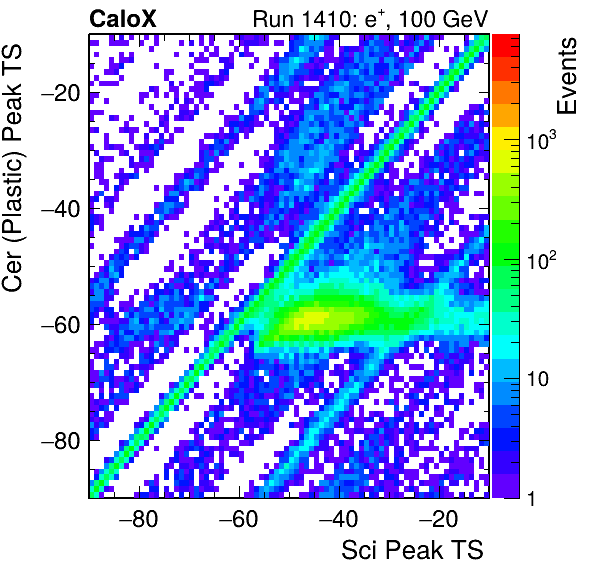 CaloX Run 1410: e⁺, 100 GeV
Cer (Plastic) Peak TS
−20
−40
−60
−80
−80 −60 −40 −20
Sci Peak TS
Events
10³
10²
10
1